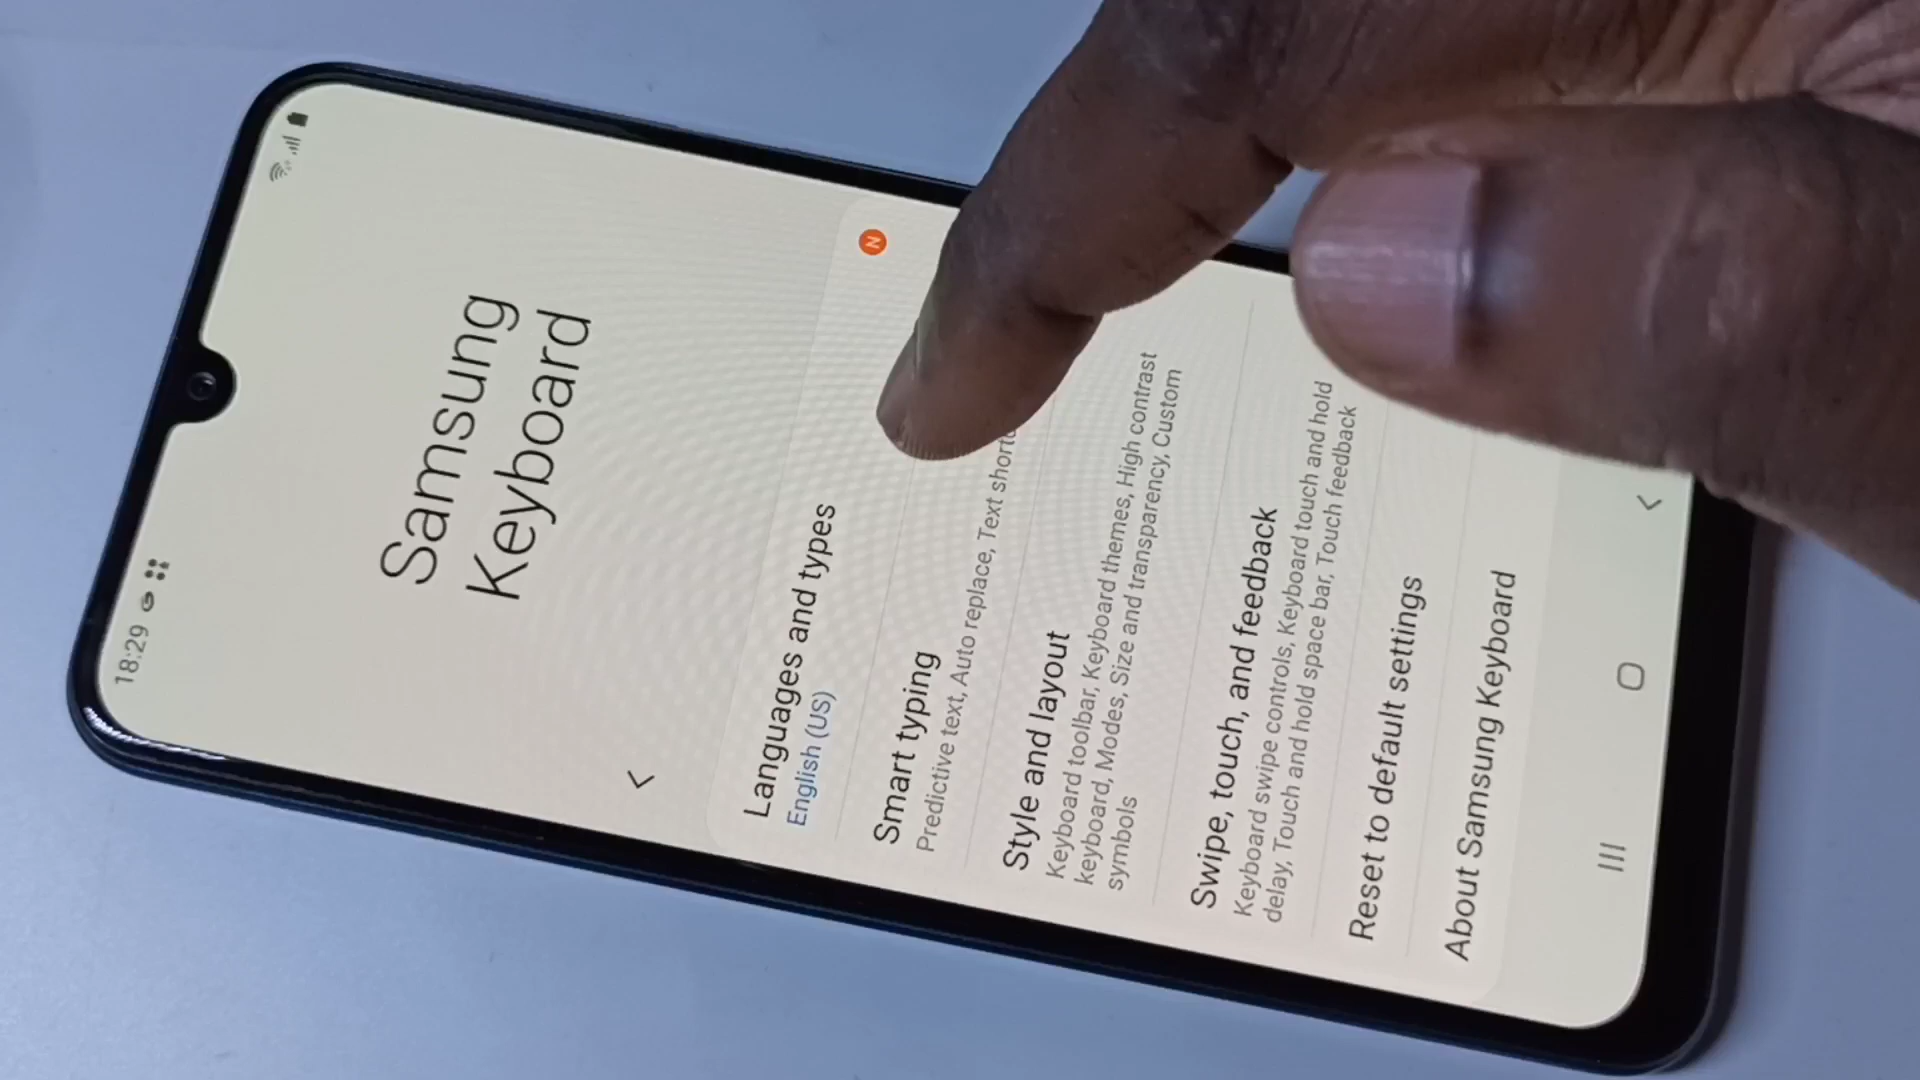 18:29
Samsung
Keyboard
Languages and types
English (US)
N
Smart typing
Predictive text, Auto replace, Text
Style and layout
Keyboard toolbar, Keyboard themes, High contrast
keyboard, Modes, Size and transparency, Custom
symbols
Swipe, touch, and feedback
Keyboard swipe controls, Keyboard touch and hold
delay, Touch and hold space bar, Touch feedback
Reset to default settings
About Samsung Keyboard